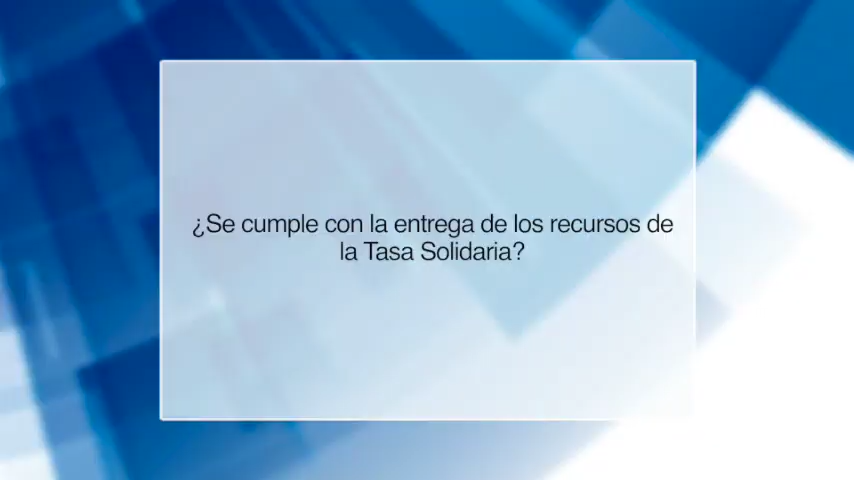 ¿Se cumple con la entrega de los recursos de
la Tasa Solidaria?